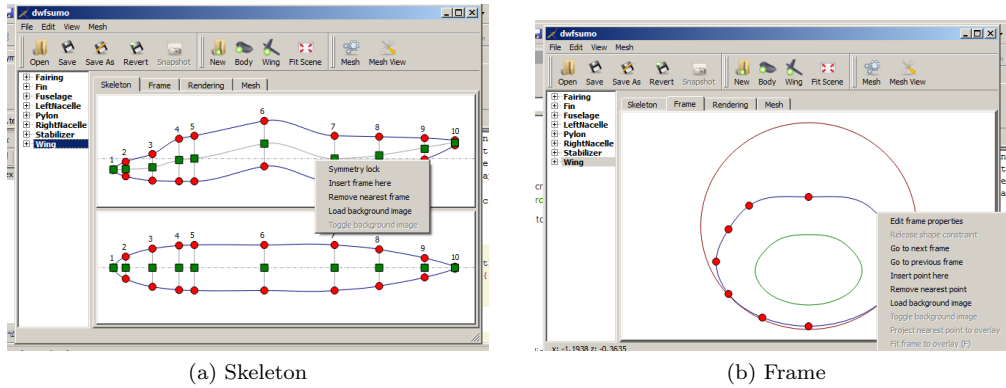 dwfsumo
File Edit View Mesh
Open Save Save As Revert Snapshot New Body Wing Fit Scene Mesh Mesh View
Fairing
Fin
Fuselage
LeftNacelle
Pylon
RightNacelle
Stabilizer
Wing
Skeleton Frame Rendering Mesh
1 2 3 4 5 6 7 8 9 10
Symmetry lock
Insert frame here
Remove nearest frame
Load background image
Toggle background image
1 2 3 4 5 6 7 8 9 10
(a) Skeleton
dwfsumo
File Edit View Mesh
Open Save Save As Revert Snapshot New Body Wing Fit Scene Mesh Mesh View
Fairing
Fin
Fuselage
LeftNacelle
Pylon
RightNacelle
Stabilizer
Wing
Skeleton Frame Rendering Mesh
Edit frame properties
Release shape constraint
Go to next frame
Go to previous frame
Insert point here
Remove nearest point
Load background image
Toggle background image
Project nearest point to overlay
Fit frame to overlay (F)
x: -1.1938 z: -0.3635
(b) Frame